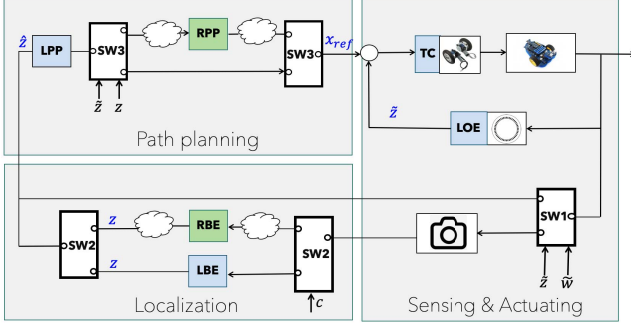 ẑ
LPP
SW3
RPP
SW3
x_ref
z̃
z
Path planning
TC
z̃
LOE
SW1
z̃
w̃
Sensing & Actuating
SW2
z
RBE
z
LBE
SW2
c
Localization